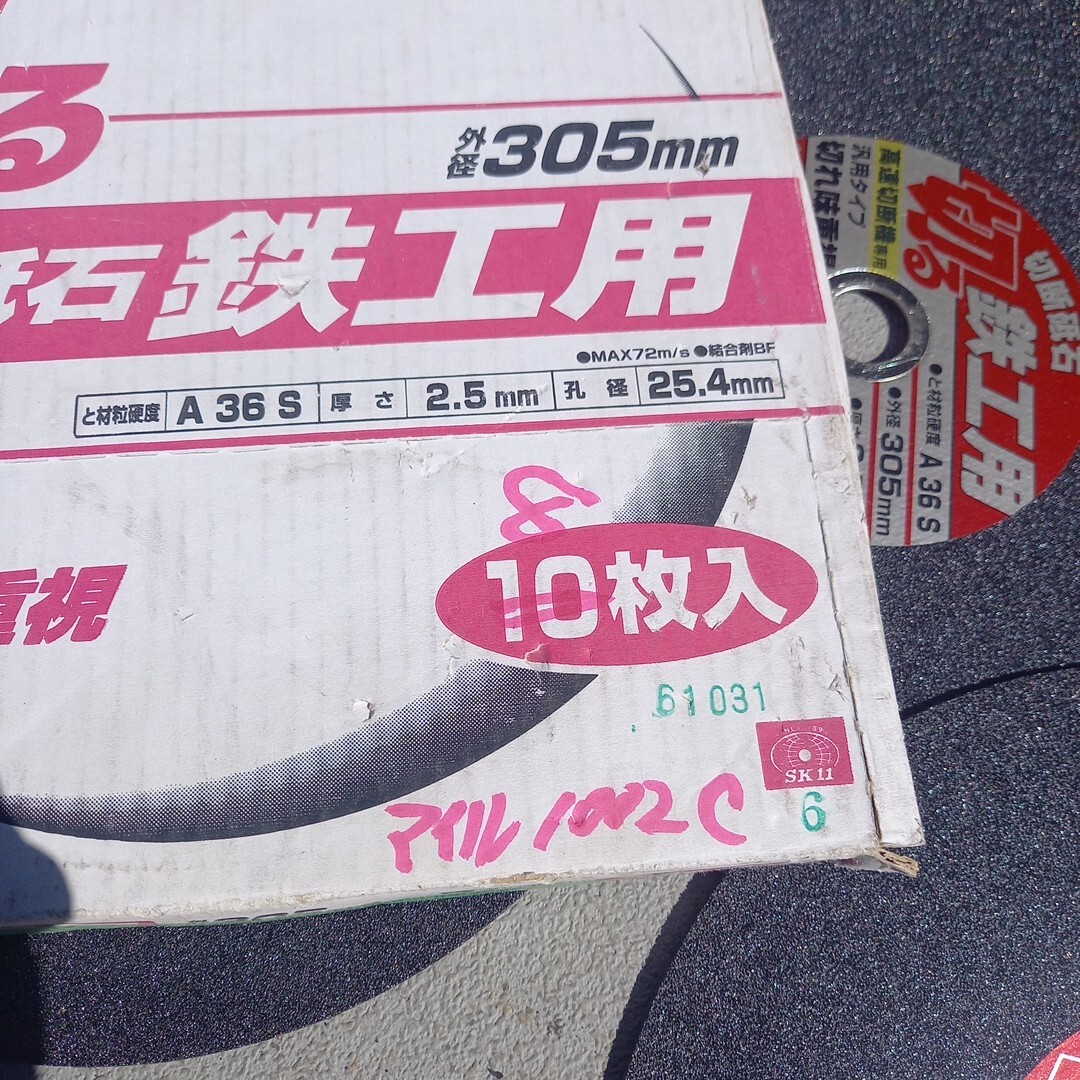 る
外径305mm
砥石 鉄工用
●MAX72m/s ●結合剤BF
と材粒硬度 A 36 S 厚さ 2.5mm 孔径 25.4mm
8
10枚入
重視
61031
SK11
6
アイル 1002 C
切断砥石
切る 鉄工用
高速切断機専用
汎用タイプ
切れ味重視
●と材粒硬度 A 36 S
●外径 305mm